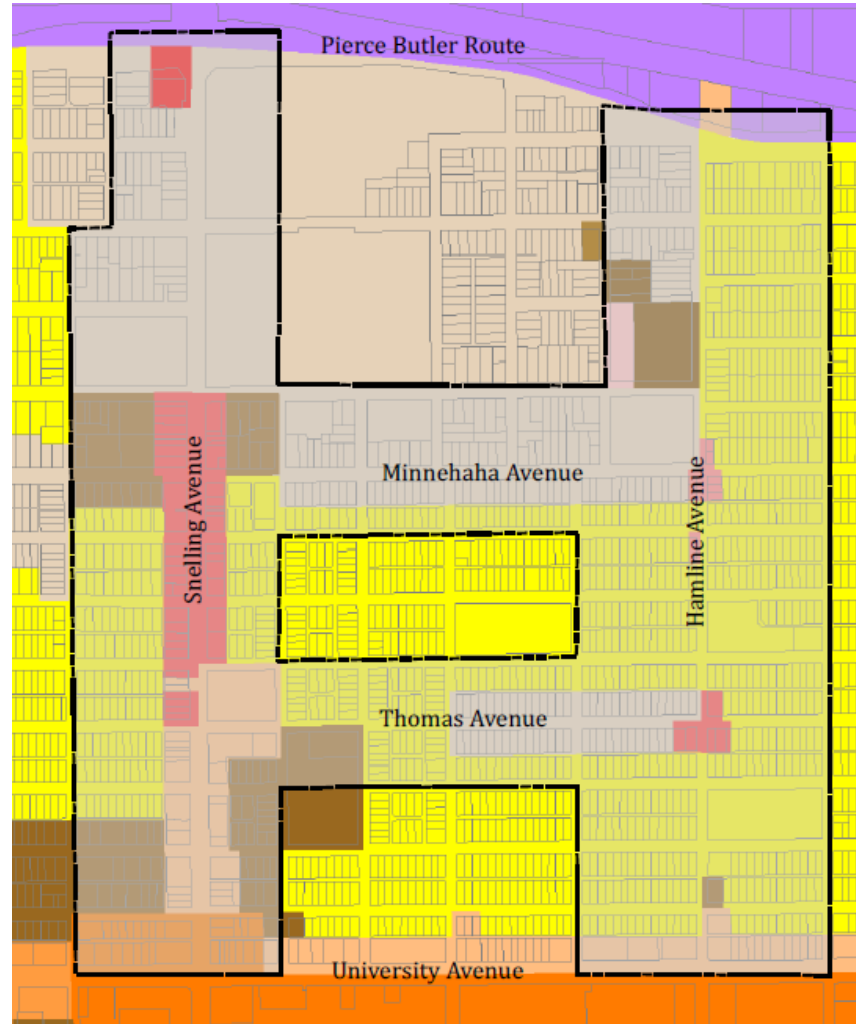 Pierce Butler Route
Snelling Avenue
Minnehaha Avenue
Hamline Avenue
Thomas Avenue
University Avenue